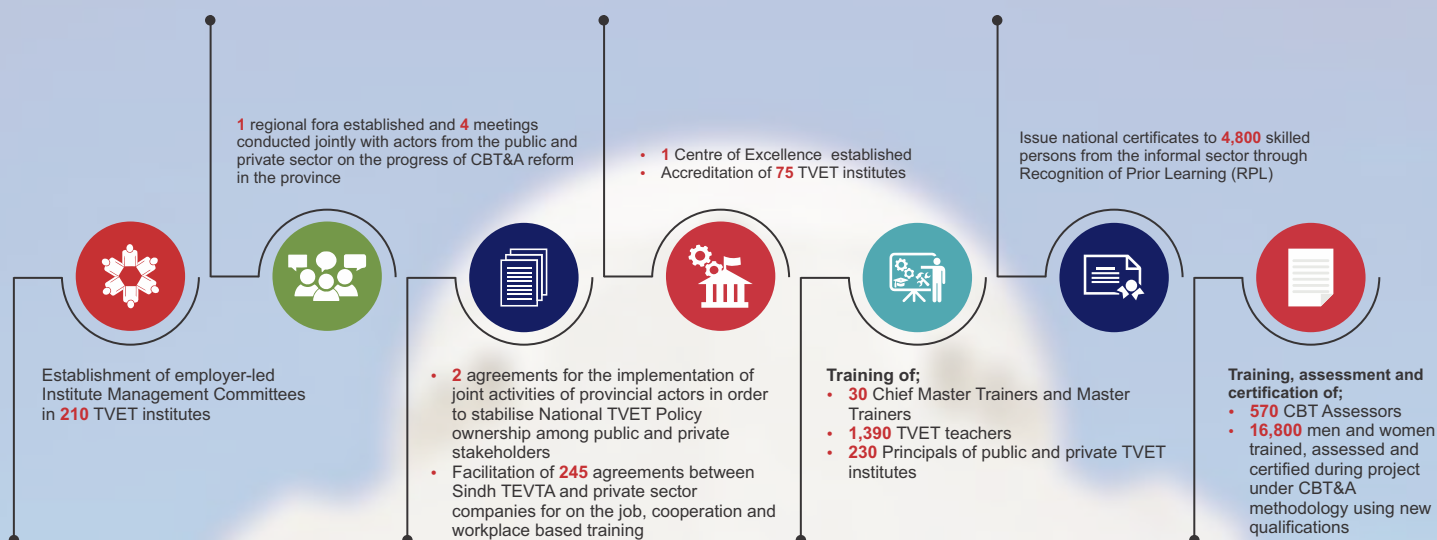 Establishment of employer-led
Institute Management Committees
in 210 TVET institutes
1 regional fora established and 4 meetings
conducted jointly with actors from the public and
private sector on the progress of CBT&A reform
in the province
• 2 agreements for the implementation of
joint activities of provincial actors in order
to stabilise National TVET Policy
ownership among public and private
stakeholders
• Facilitation of 245 agreements between
Sindh TEVTA and private sector
companies for on the job, cooperation and
workplace based training
• 1 Centre of Excellence established
• Accreditation of 75 TVET institutes
Training of;
• 30 Chief Master Trainers and Master
Trainers
• 1,390 TVET teachers
• 230 Principals of public and private TVET
institutes
Issue national certificates to 4,800 skilled
persons from the informal sector through
Recognition of Prior Learning (RPL)
Training, assessment and
certification of;
• 570 CBT Assessors
• 16,800 men and women
trained, assessed and
certified during project
under CBT&A
methodology using new
qualifications